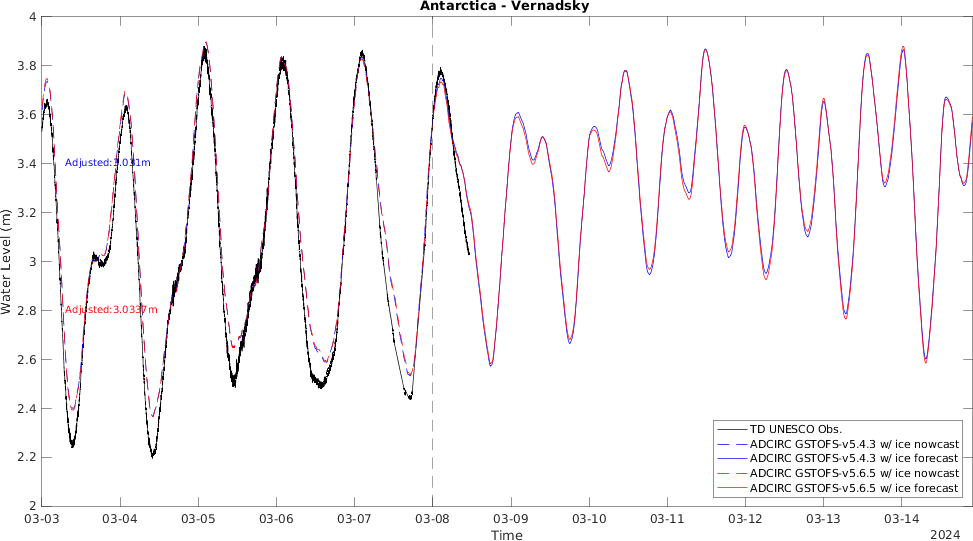 Antarctica - Vernadsky
4
3.8
3.6
3.4
3.2
3
2.8
2.6
2.4
2.2
2
Water Level (m)
Adjusted:3.031m
Adjusted:3.0337m
TD UNESCO Obs.
ADCIRC GSTOFS-v5.4.3 w/ ice nowcast
ADCIRC GSTOFS-v5.4.3 w/ ice forecast
ADCIRC GSTOFS-v5.6.5 w/ ice nowcast
ADCIRC GSTOFS-v5.6.5 w/ ice forecast
03-03 03-04 03-05 03-06 03-07 03-08 03-09 03-10 03-11 03-12 03-13 03-14
Time
2024